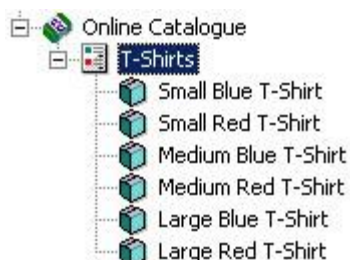 Online Catalogue
T-Shirts
Small Blue T-Shirt
Small Red T-Shirt
Medium Blue T-Shirt
Medium Red T-Shirt
Large Blue T-Shirt
Large Red T-Shirt